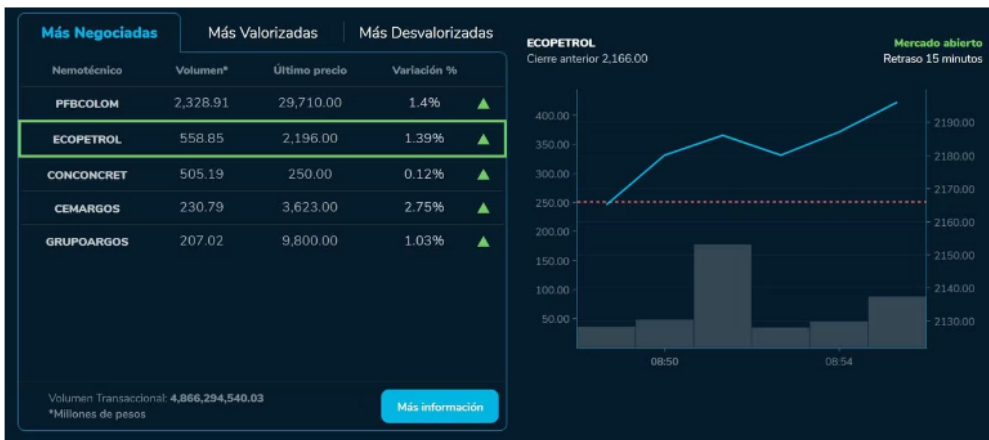 Más Negociadas
Más Valorizadas
Más Desvalorizadas
Nemotécnico Volumen* Último precio Variación %
PFBCOLOM 2,328.91 29,710.00 1.4%
ECOPETROL 558.85 2,196.00 1.39%
CONCONCRET 505.19 250.00 0.12%
CEMARGOS 230.79 3,623.00 2.75%
GRUPOARGOS 207.02 9,800.00 1.03%
Volumen Transaccional: 4,866,294,540.03
*Millones de pesos
Más información
ECOPETROL
Cierre anterior 2,166.00
Mercado abierto
Retraso 15 minutos
400.00
350.00
300.00
250.00
200.00
150.00
100.00
50.00
2190.00
2180.00
2170.00
2160.00
2150.00
2140.00
2130.00
08:50 08:54